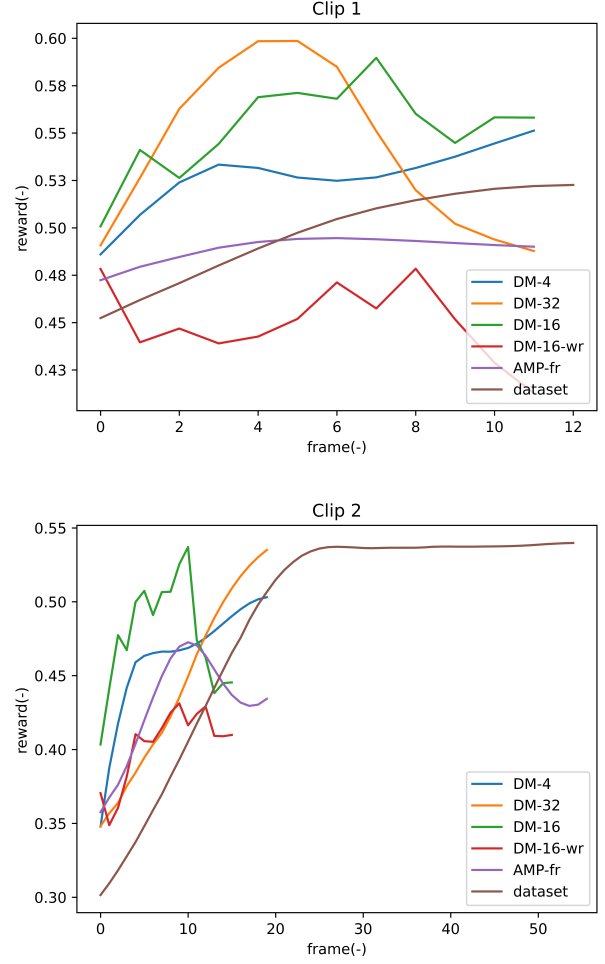 Clip 1
0.60
0.58
0.55
0.53
0.50
0.48
0.45
0.43
reward(-)
DM-4
DM-32
DM-16
DM-16-wr
AMP-fr
dataset
0 2 4 6 8 10 12
frame(-)
Clip 2
0.55
0.50
0.45
0.40
0.35
0.30
reward(-)
DM-4
DM-32
DM-16
DM-16-wr
AMP-fr
dataset
0 10 20 30 40 50
frame(-)